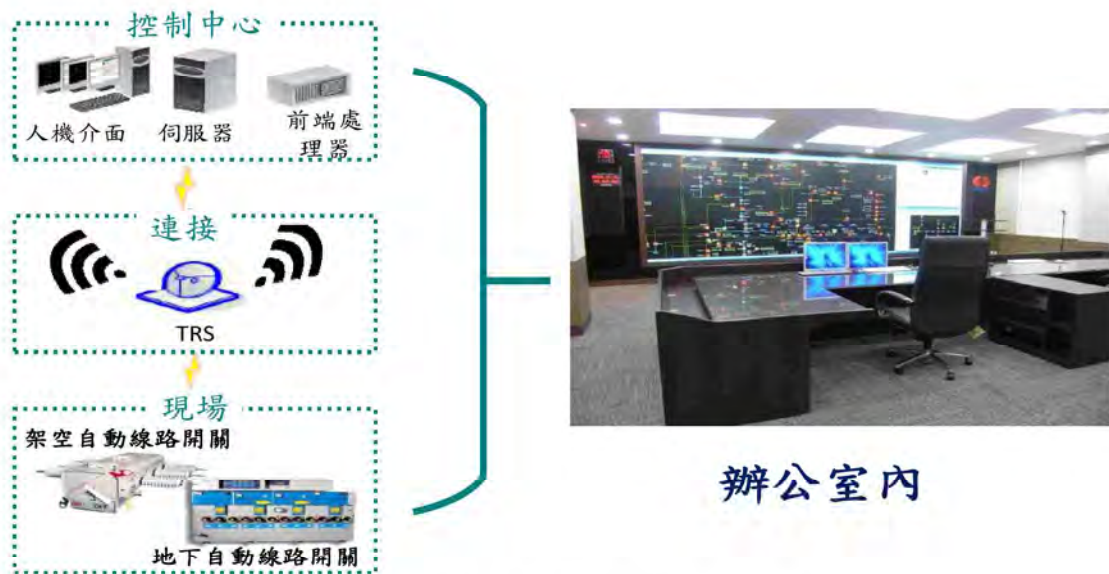 控制中心
人機介面
伺服器
前端處
理器
連接
TRS
現場
架空自動線路開關
地下自動線路開關
辦公室內